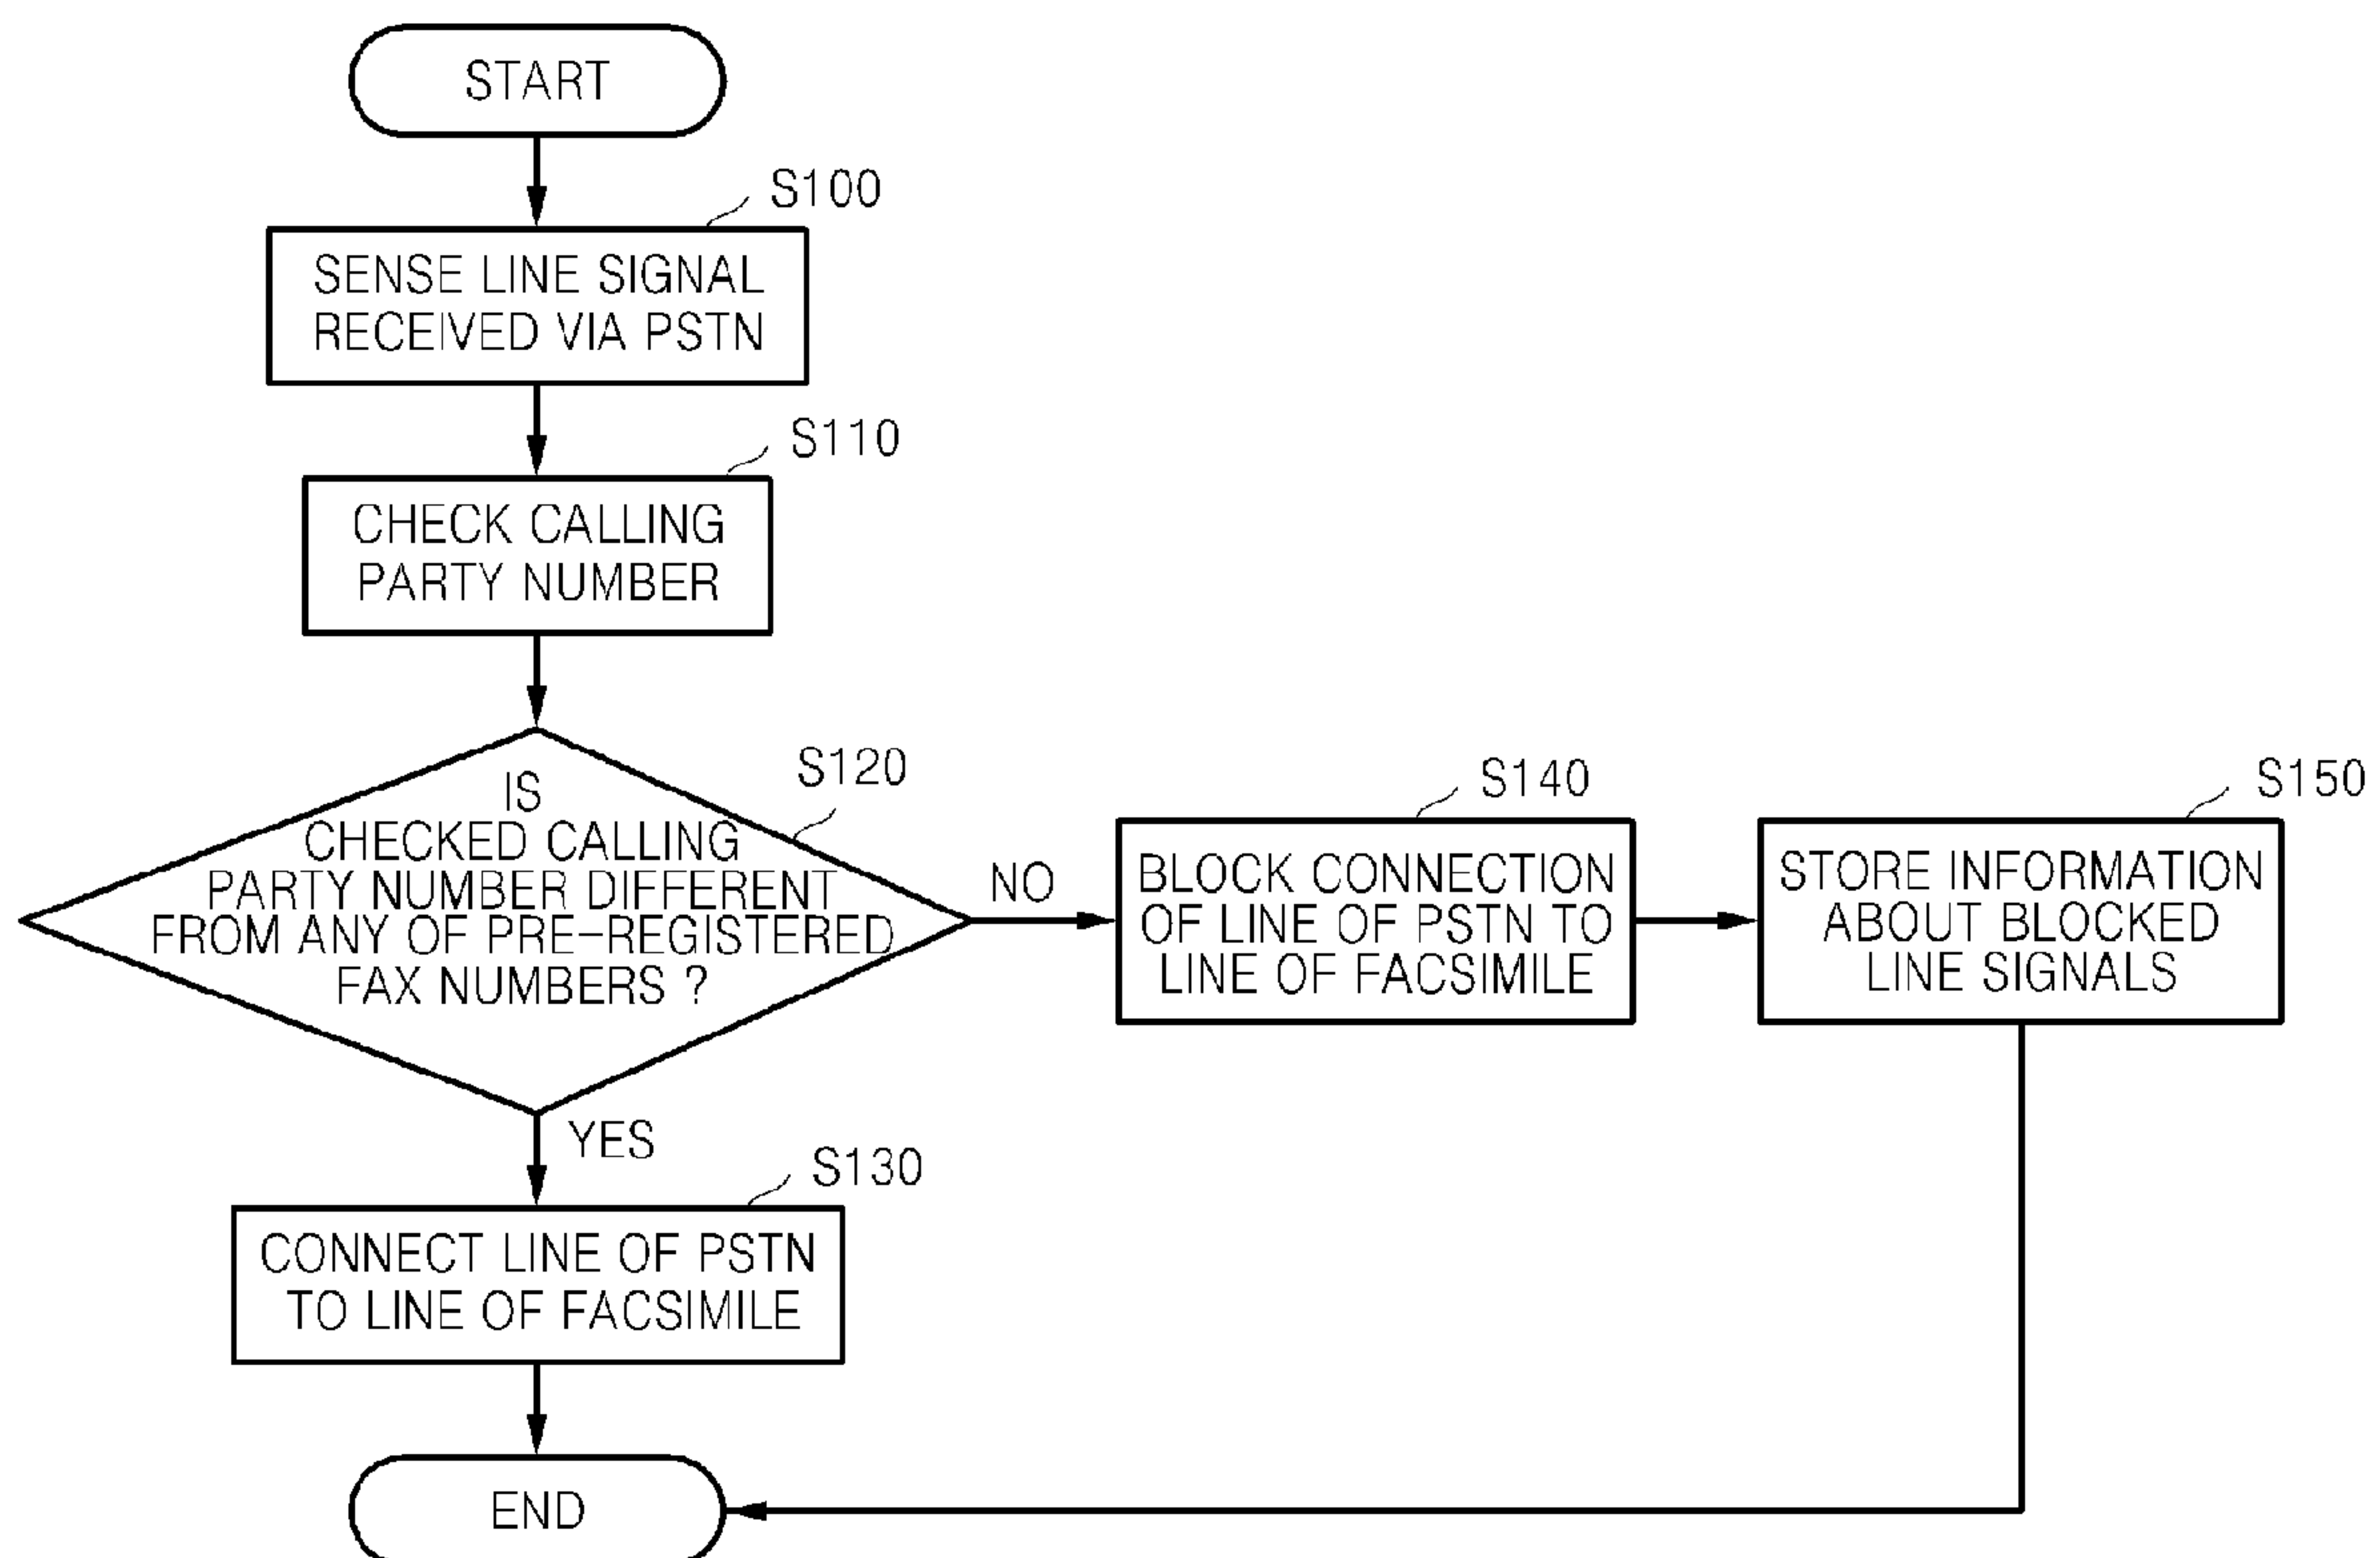 START
S100
SENSE LINE SIGNAL
RECEIVED VIA PSTN
S110
CHECK CALLING
PARTY NUMBER
S120
IS
CHECKED CALLING
PARTY NUMBER DIFFERENT
FROM ANY OF PRE-REGISTERED
FAX NUMBERS ?
NO
S140
BLOCK CONNECTION
OF LINE OF PSTN TO
LINE OF FACSIMILE
S150
STORE INFORMATION
ABOUT BLOCKED
LINE SIGNALS
YES
S130
CONNECT LINE OF PSTN
TO LINE OF FACSIMILE
END